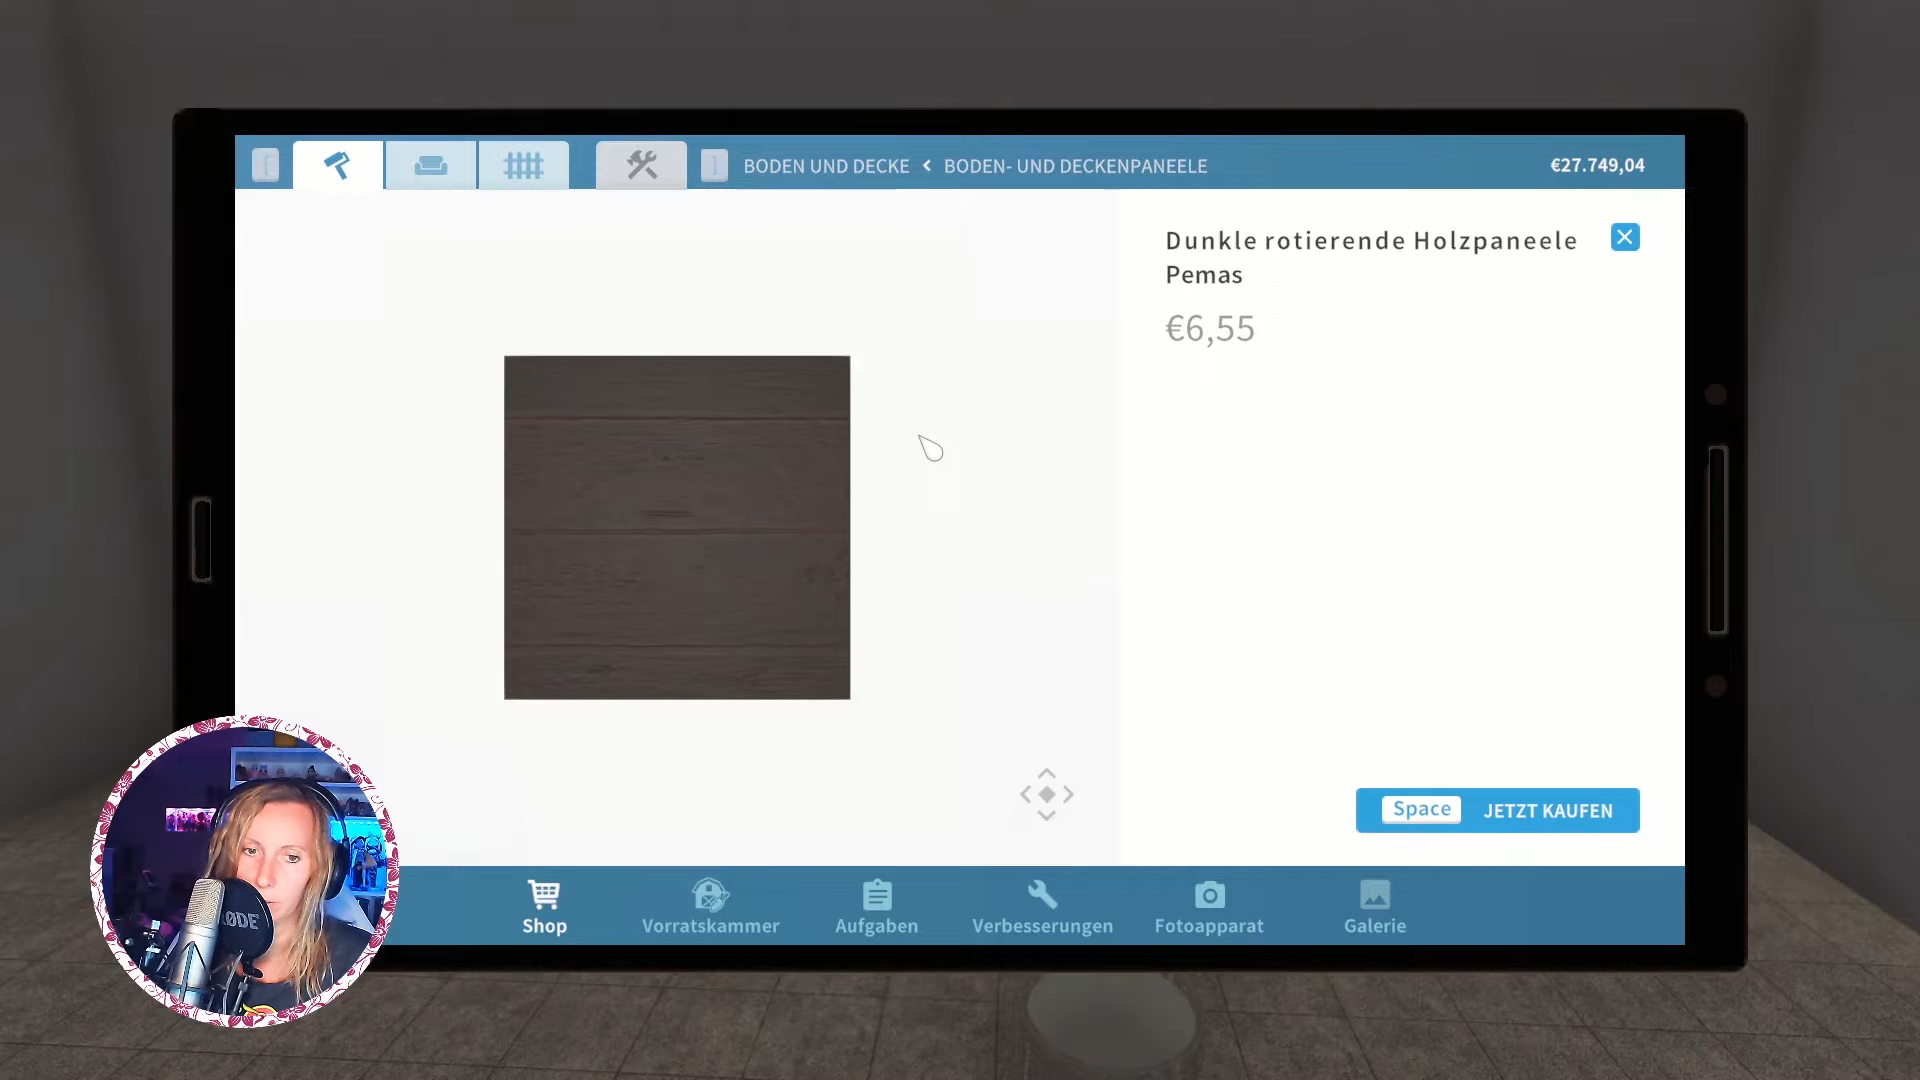 BODEN UND DECKE < BODEN- UND DECKENPANEELE
€27.749,04
Dunkle rotierende Holzpaneele
Pemas
€6,55
Space JETZT KAUFEN
RØDE
Shop
Vorratskammer
Aufgaben
Verbesserungen
Fotoapparat
Galerie